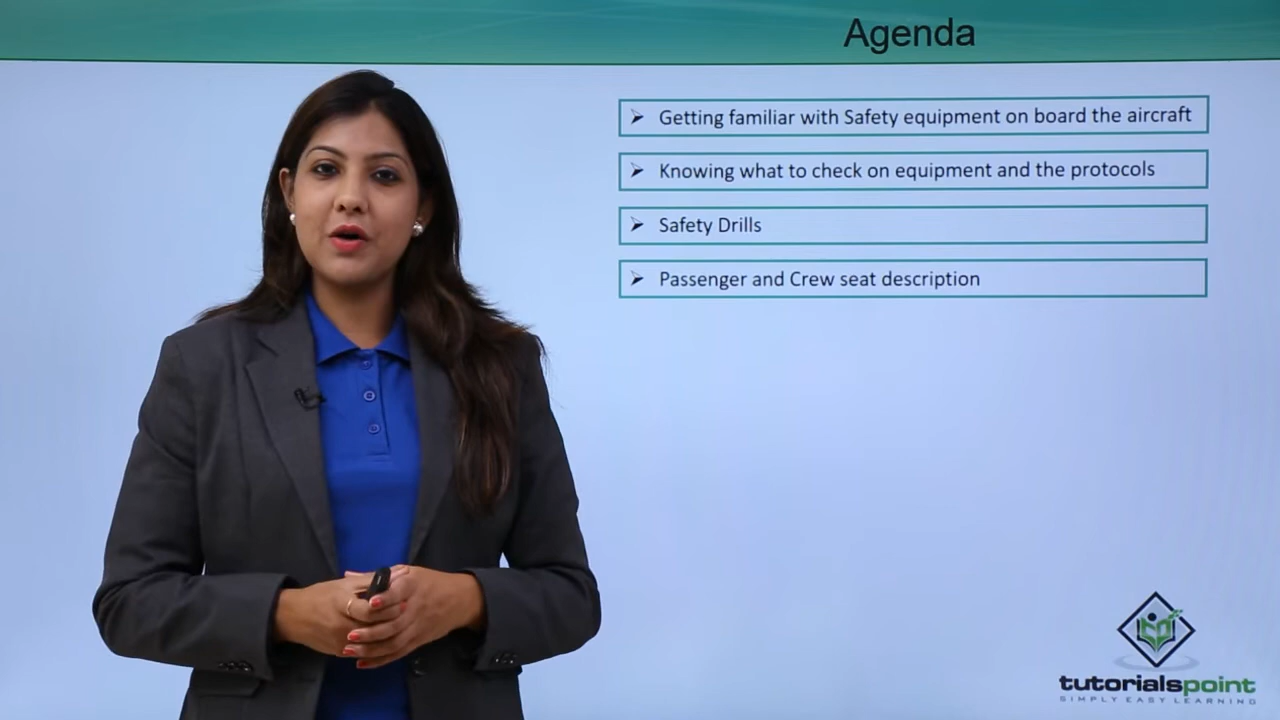 Agenda
➢ Getting familiar with Safety equipment on board the aircraft
➢ Knowing what to check on equipment and the protocols
➢ Safety Drills
➢ Passenger and Crew seat description
tutorialspoint
SIMPLY EASY LEARNING